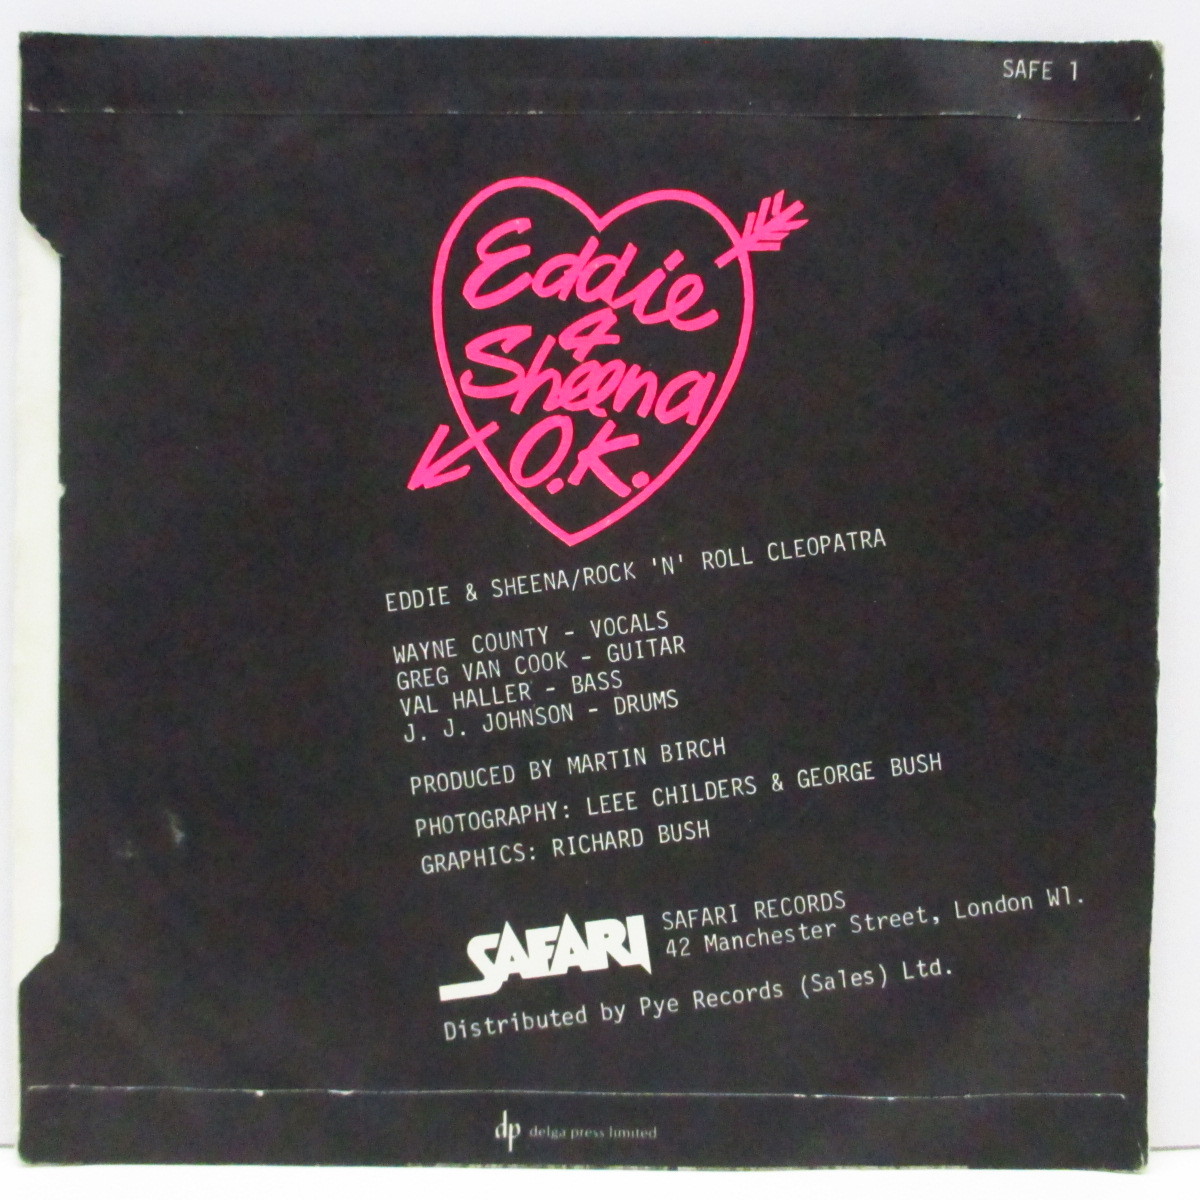 SAFE 1
Eddie
&
Sheena
O.K.
EDDIE & SHEENA/ROCK 'N' ROLL CLEOPATRA
WAYNE COUNTY - VOCALS
GREG VAN COOK - GUITAR
VAL HALLER - BASS
J. J. JOHNSON - DRUMS
PRODUCED BY MARTIN BIRCH
PHOTOGRAPHY: LEEE CHILDERS & GEORGE BUSH
GRAPHICS: RICHARD BUSH
SAFARI
SAFARI RECORDS
42 Manchester Street, London W1.
Distributed by Pye Records (Sales) Ltd.
dp delga press limited